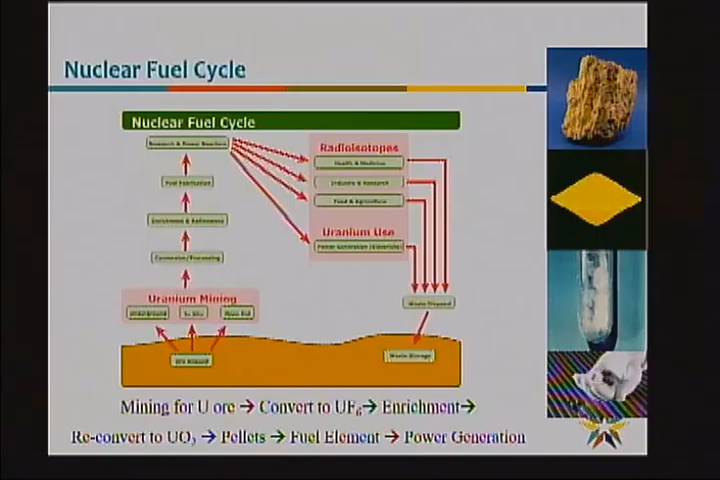 Nuclear Fuel Cycle
Nuclear Fuel Cycle
Research & Power Reactors
Radioisotopes
Health & Medicine
Fuel Fabrication
Industry & Research
Food & Agriculture
Enrichment & Refinement
Uranium Use
Power Generation (Electricity)
Conversion/Processing
Uranium Mining
Underground
In Situ
Open Pit
Waste Disposal
Waste Storage
Mining for U ore → Convert to UF6→ Enrichment→
Re-convert to UO2 → Pellets → Fuel Element → Power Generation